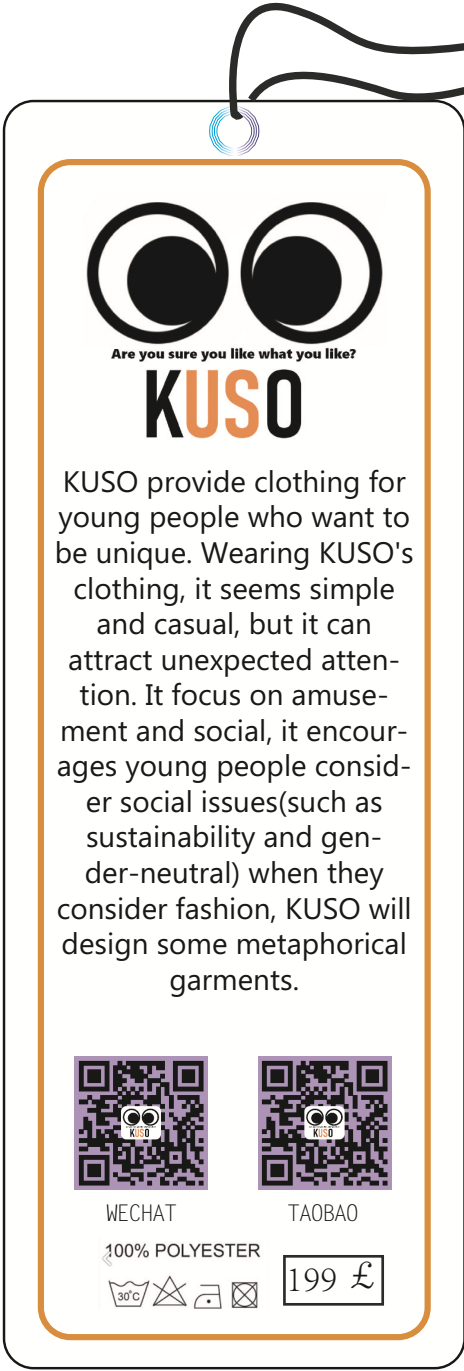 Are you sure you like what you like?
KUSO
KUSO provide clothing for
young people who want to
be unique. Wearing KUSO's
clothing, it seems simple
and casual, but it can
attract unexpected atten-
tion. It focus on amuse-
ment and social, it encour-
ages young people consid-
er social issues(such as
sustainability and gen-
der-neutral) when they
consider fashion, KUSO will
design some metaphorical
garments.
KUSO
KUSO
WECHAT
TAOBAO
100% POLYESTER
30°C
199 £